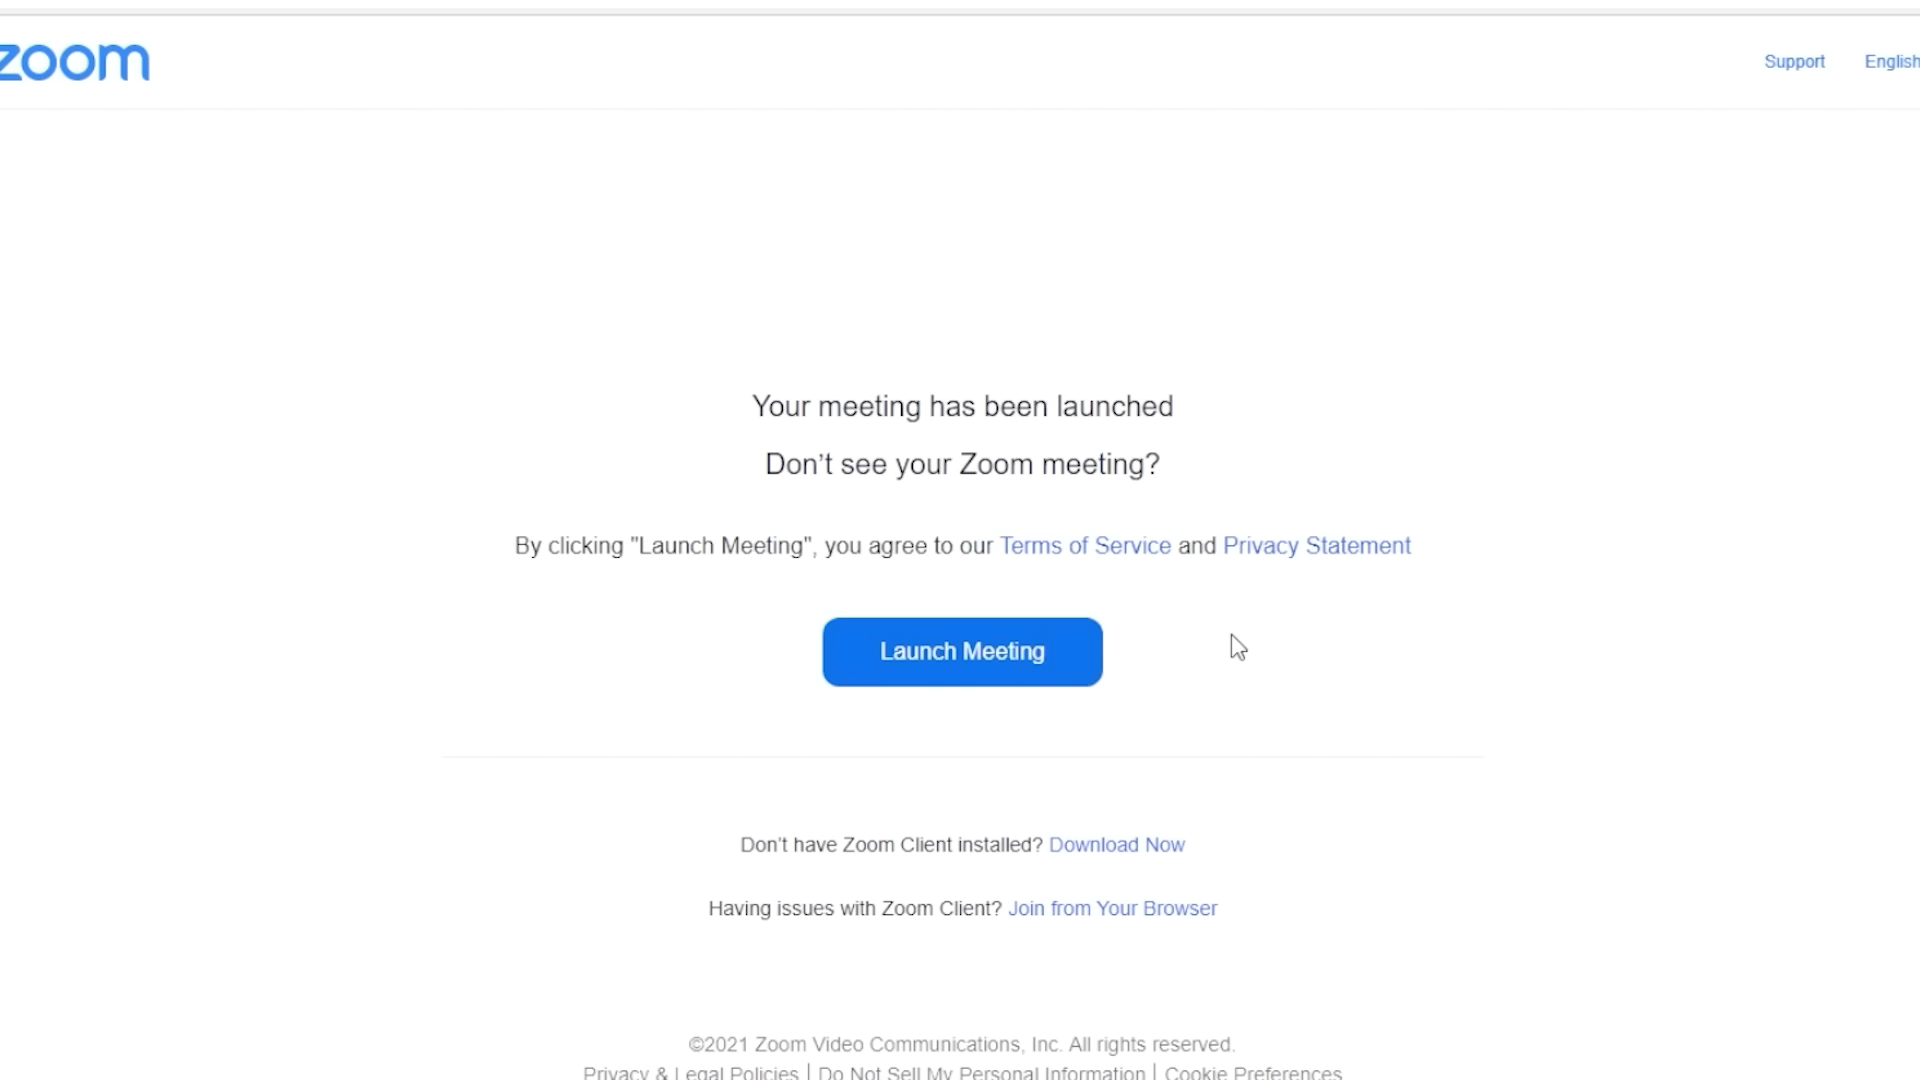 zoom
Support English
Your meeting has been launched
Don’t see your Zoom meeting?
By clicking "Launch Meeting", you agree to our Terms of Service and Privacy Statement
Launch Meeting
Don’t have Zoom Client installed? Download Now
Having issues with Zoom Client? Join from Your Browser
©2021 Zoom Video Communications, Inc. All rights reserved.
Privacy & Legal Policies | Do Not Sell My Personal Information | Cookie Preferences